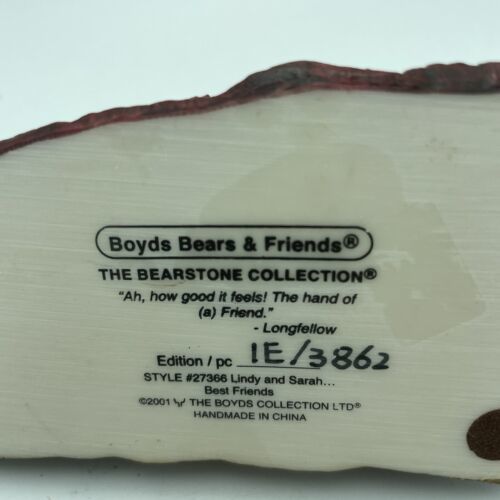 Boyds Bears & Friends®
THE BEARSTONE COLLECTION®
"Ah, how good it feels! The hand of
(a) Friend."
- Longfellow
Edition / pc 1E/3862
STYLE #27366 Lindy and Sarah...
Best Friends
©2001 THE BOYDS COLLECTION LTD®
HANDMADE IN CHINA